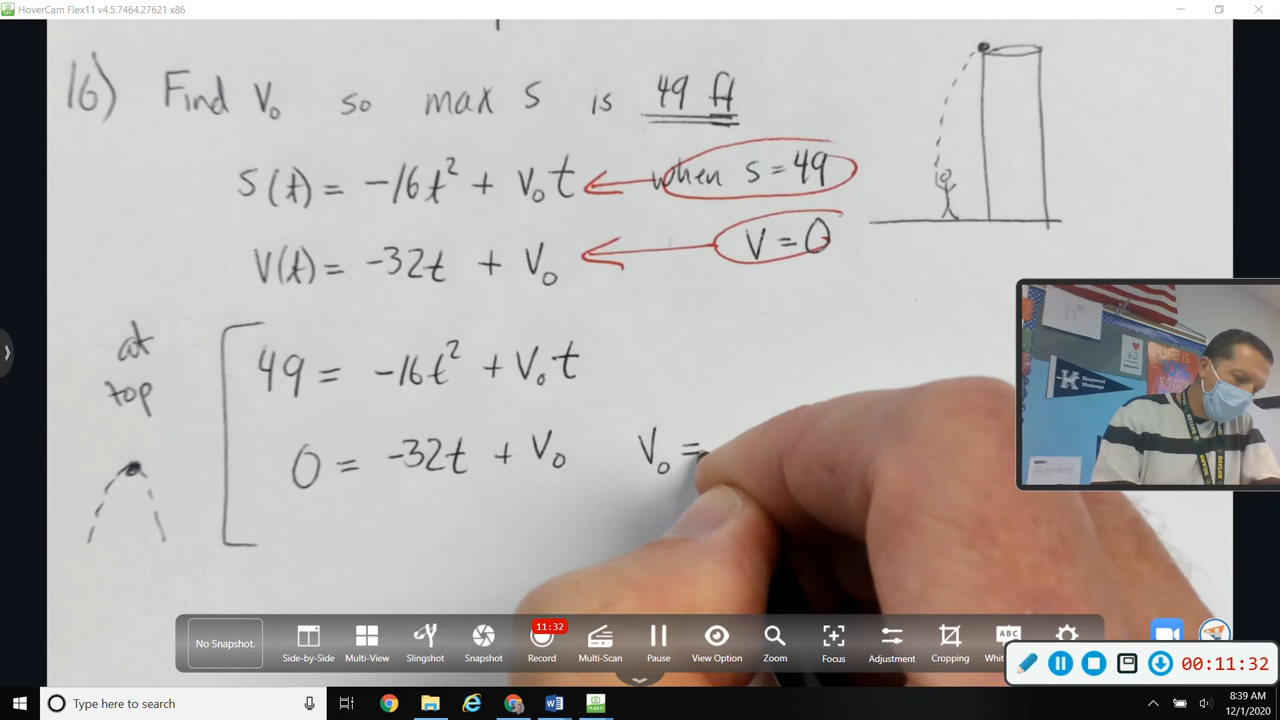 HoverCam Flex11 v4.5.7464.27621 x86
16) Find V₀ so max s is 49 ft
s(t) = -16t² + v₀t when s = 49
v(t) = -32t + v₀ v = 0
at top
49 = -16t² + v₀t
0 = -32t + v₀ v₀ =
No Snapshot.
11:32
Side-by-Side Multi-View Slingshot Snapshot Record Multi-Scan Pause View Option Zoom Focus Adjustment Cropping
ABC
00:11:32
Type here to search
8:39 AM
12/1/2020